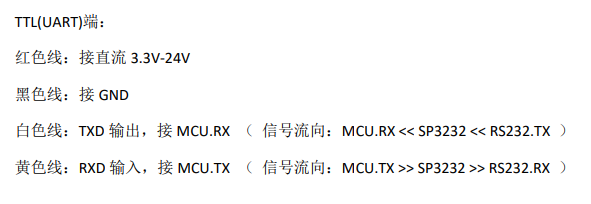 TTL(UART)端：
红色线：接直流 3.3V-24V
黑色线：接 GND
白色线：TXD 输出，接 MCU.RX （ 信号流向：MCU.RX << SP3232 << RS232.TX ）
黄色线：RXD 输入，接 MCU.TX （ 信号流向：MCU.TX >> SP3232 >> RS232.RX ）